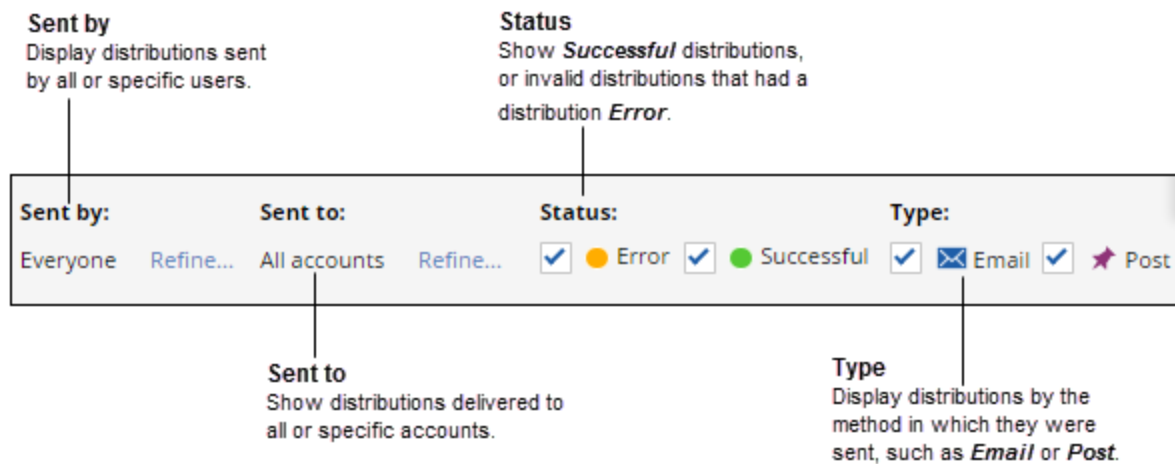 Sent by
Display distributions sent
by all or specific users.
Status
Show Successful distributions,
or invalid distributions that had a
distribution Error.
Sent by: Sent to: Status: Type:
Everyone Refine... All accounts Refine... Error Successful Email Post
Sent to
Show distributions delivered to
all or specific accounts.
Type
Display distributions by the
method in which they were
sent, such as Email or Post.